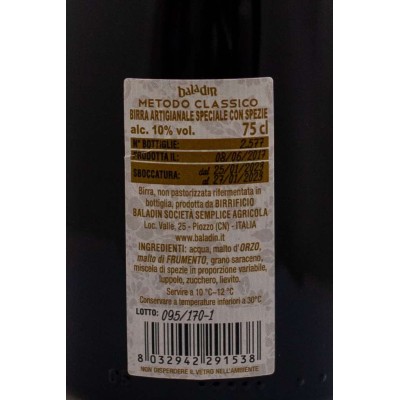 baladin
METODO CLASSICO
BIRRA ARTIGIANALE SPECIALE CON SPEZIE
alc. 10% vol. 75 cl
N° BOTTIGLIE: 2.577
PRODOTTA IL: 08/06/2017
SBOCCATURA: dal
al
Birra, non pastorizzata rifermentata in
bottiglia, prodotta da BIRRIFICIO
BALADIN SOCIETÀ SEMPLICE AGRICOLA
Loc. Valle, 25 - Piozzo (CN) - ITALIA
www.baladin.it
INGREDIENTI: acqua, malto d'ORZO,
malto di FRUMENTO, grano saraceno,
miscela di spezie in proporzione variabile,
luppolo, zucchero, lievito.
Servire a 10 °C-12 °C
Conservare a temperature inferiori a 30°C
LOTTO: 095/170-1
8 032942 291538
NON DISPERDERE IL VETRO NELL'AMBIENTE